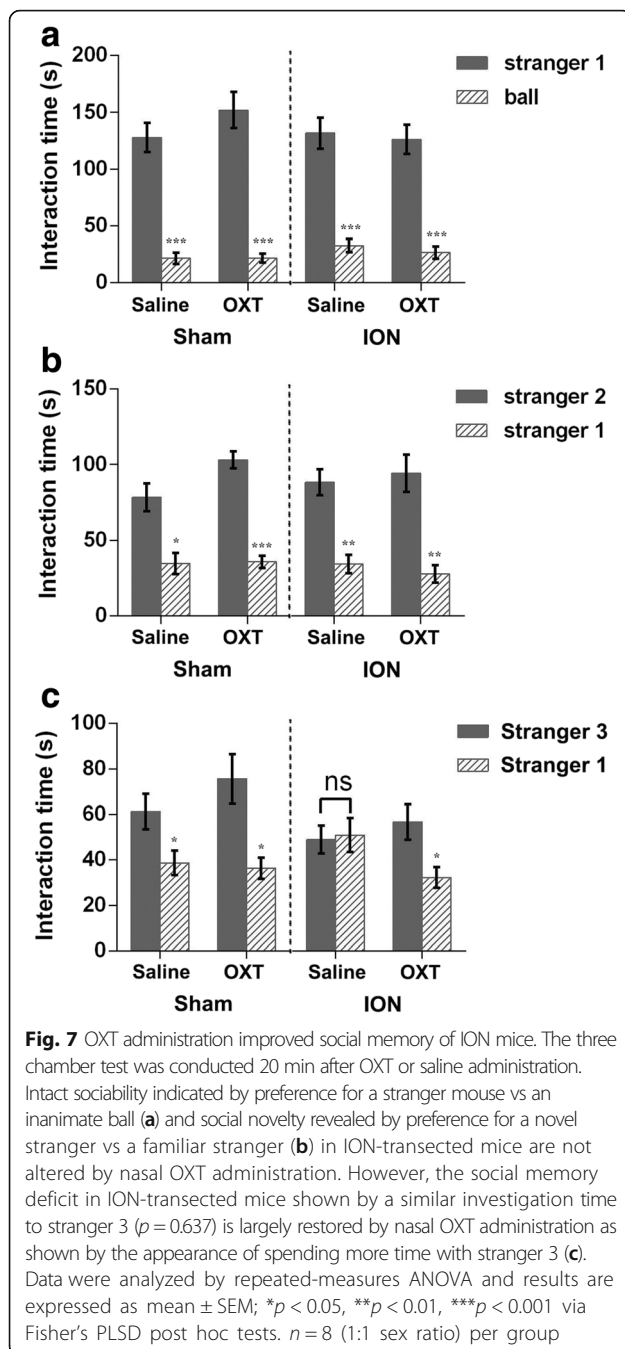 a
200
150
100
50
0
Interaction time (s)
stranger 1
ball
*** *** *** ***
Saline OXT Saline OXT
Sham ION
b
150
100
50
0
Interaction time (s)
stranger 2
stranger 1
* *** ** **
Saline OXT Saline OXT
Sham ION
c
100
80
60
40
20
0
Interaction time (s)
Stranger 3
Stranger 1
ns
* * *
Saline OXT Saline OXT
Sham ION
Fig. 7 OXT administration improved social memory of ION mice. The three
chamber test was conducted 20 min after OXT or saline administration.
Intact sociability indicated by preference for a stranger mouse vs an
inanimate ball (a) and social novelty revealed by preference for a novel
stranger vs a familiar stranger (b) in ION-transected mice are not
altered by nasal OXT administration. However, the social memory
deficit in ION-transected mice shown by a similar investigation time
to stranger 3 (p = 0.637) is largely restored by nasal OXT administration as
shown by the appearance of spending more time with stranger 3 (c).
Data were analyzed by repeated-measures ANOVA and results are
expressed as mean ± SEM; *p < 0.05, **p < 0.01, ***p < 0.001 via
Fisher's PLSD post hoc tests. n = 8 (1:1 sex ratio) per group